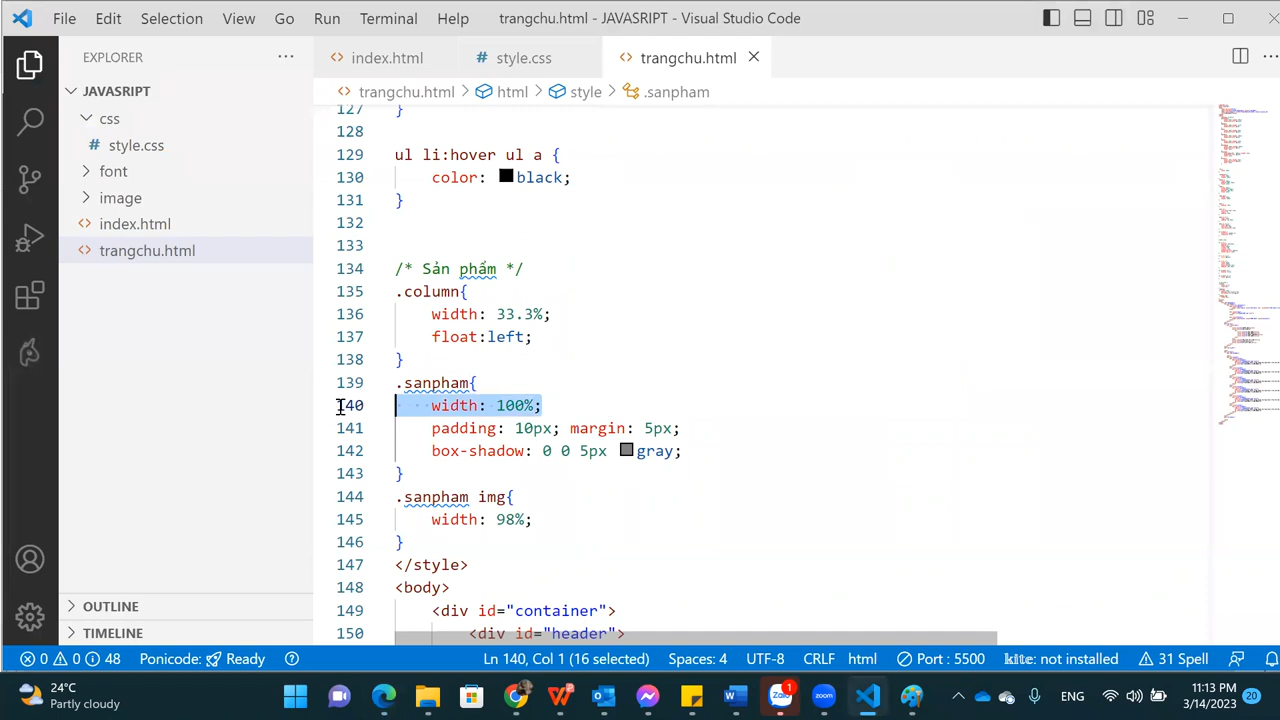 File Edit Selection View Go Run Terminal Help trangchu.html - JAVASRIPT - Visual Studio Code
EXPLORER
index.html
style.css
trangchu.html
JAVASRIPT
trangchu.html > html > style > .sanpham
css
style.css
font
image
index.html
trangchu.html
127 }
128
129 ul li:hover
130 color: black;
131 }
132
133
134 Sản phẩm
135
136 width: 33.3
137 float:left;
138 }
139 .sanpham{
140 width: 100%;
141 padding: 10px; margin: 5px;
142 box-shadow: 0 0 5px gray;
143 }
144 .sanpham img{
145 width: 98%;
146 }
147 </style>
148 <body>
149 <div id="container">
150 <div id="header">
OUTLINE
TIMELINE
0 0 48 Ponicode: Ready Ln 140, Col 1 (16 selected) Spaces: 4 UTF-8 CRLF html Port : 5500 kite: not installed 31 Spell
24°C
Partly cloudy
Zalo
1
zoom
ENG
11:13 PM
3/14/2023
20